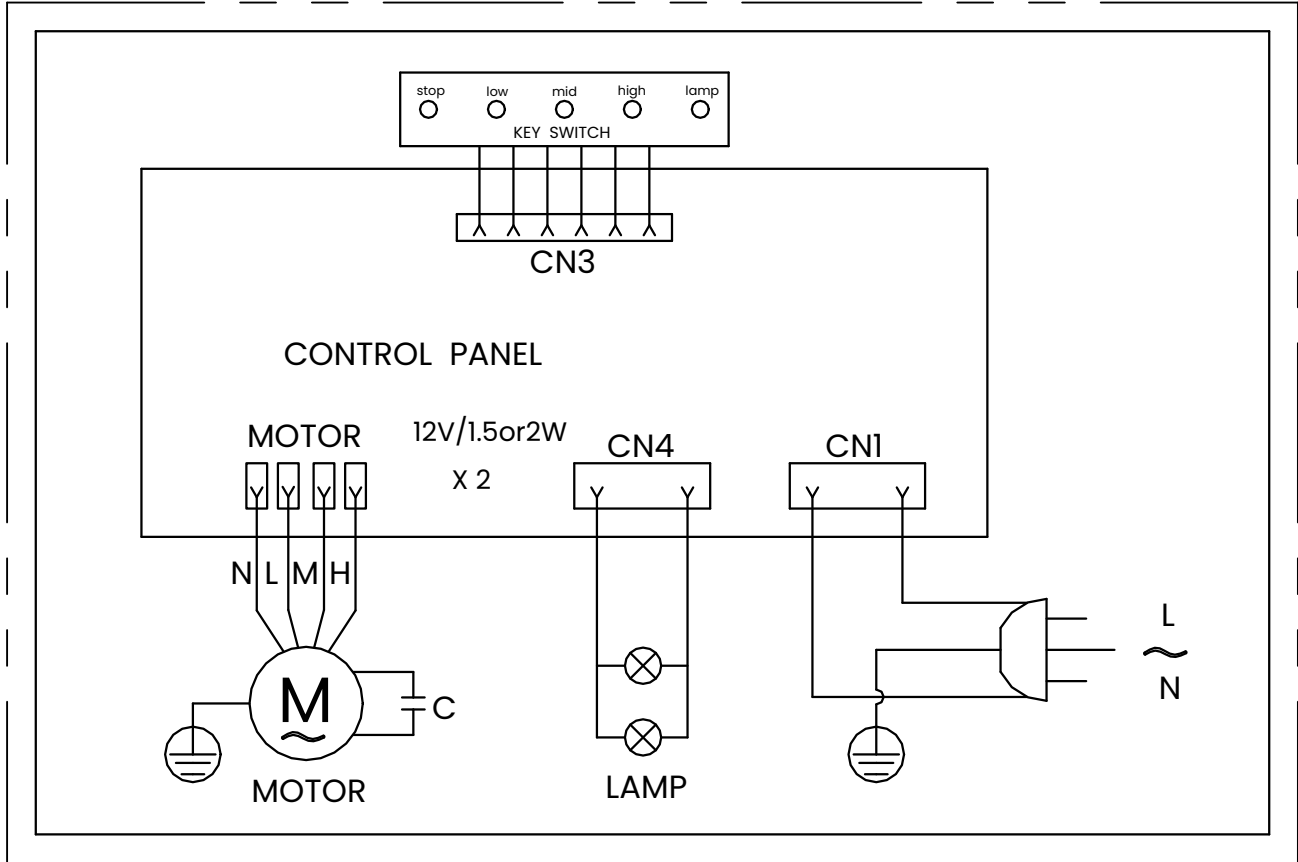 stop low mid high lamp
KEY SWITCH
CN3
CONTROL PANEL
MOTOR
12V/1.5or2W
X 2
CN4
CN1
N L M H
L
N
M
C
MOTOR
LAMP